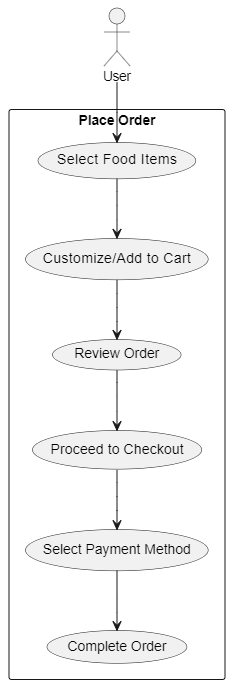 User
Place Order
Select Food Items
Customize/Add to Cart
Review Order
Proceed to Checkout
Select Payment Method
Complete Order